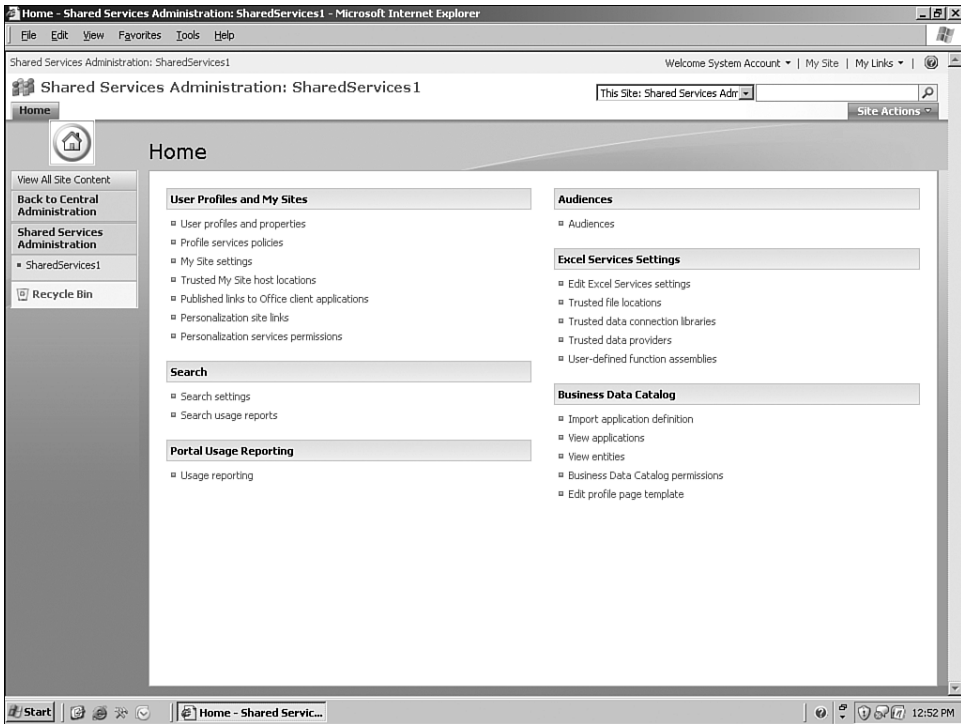 Home - Shared Services Administration: SharedServices1 - Microsoft Internet Explorer
File Edit View Favorites Tools Help
Shared Services Administration: SharedServices1
Welcome System Account | My Site | My Links |
Shared Services Administration: SharedServices1
This Site: Shared Services Admr
Home
Site Actions
Home
View All Site Content
Back to Central
Administration
Shared Services
Administration
SharedServices1
Recycle Bin
User Profiles and My Sites
User profiles and properties
Profile services policies
My Site settings
Trusted My Site host locations
Published links to Office client applications
Personalization site links
Personalization services permissions
Search
Search settings
Search usage reports
Portal Usage Reporting
Usage reporting
Audiences
Audiences
Excel Services Settings
Edit Excel Services settings
Trusted file locations
Trusted data connection libraries
Trusted data providers
User-defined function assemblies
Business Data Catalog
Import application definition
View applications
View entities
Business Data Catalog permissions
Edit profile page template
Start
Home - Shared Servic...
12:52 PM